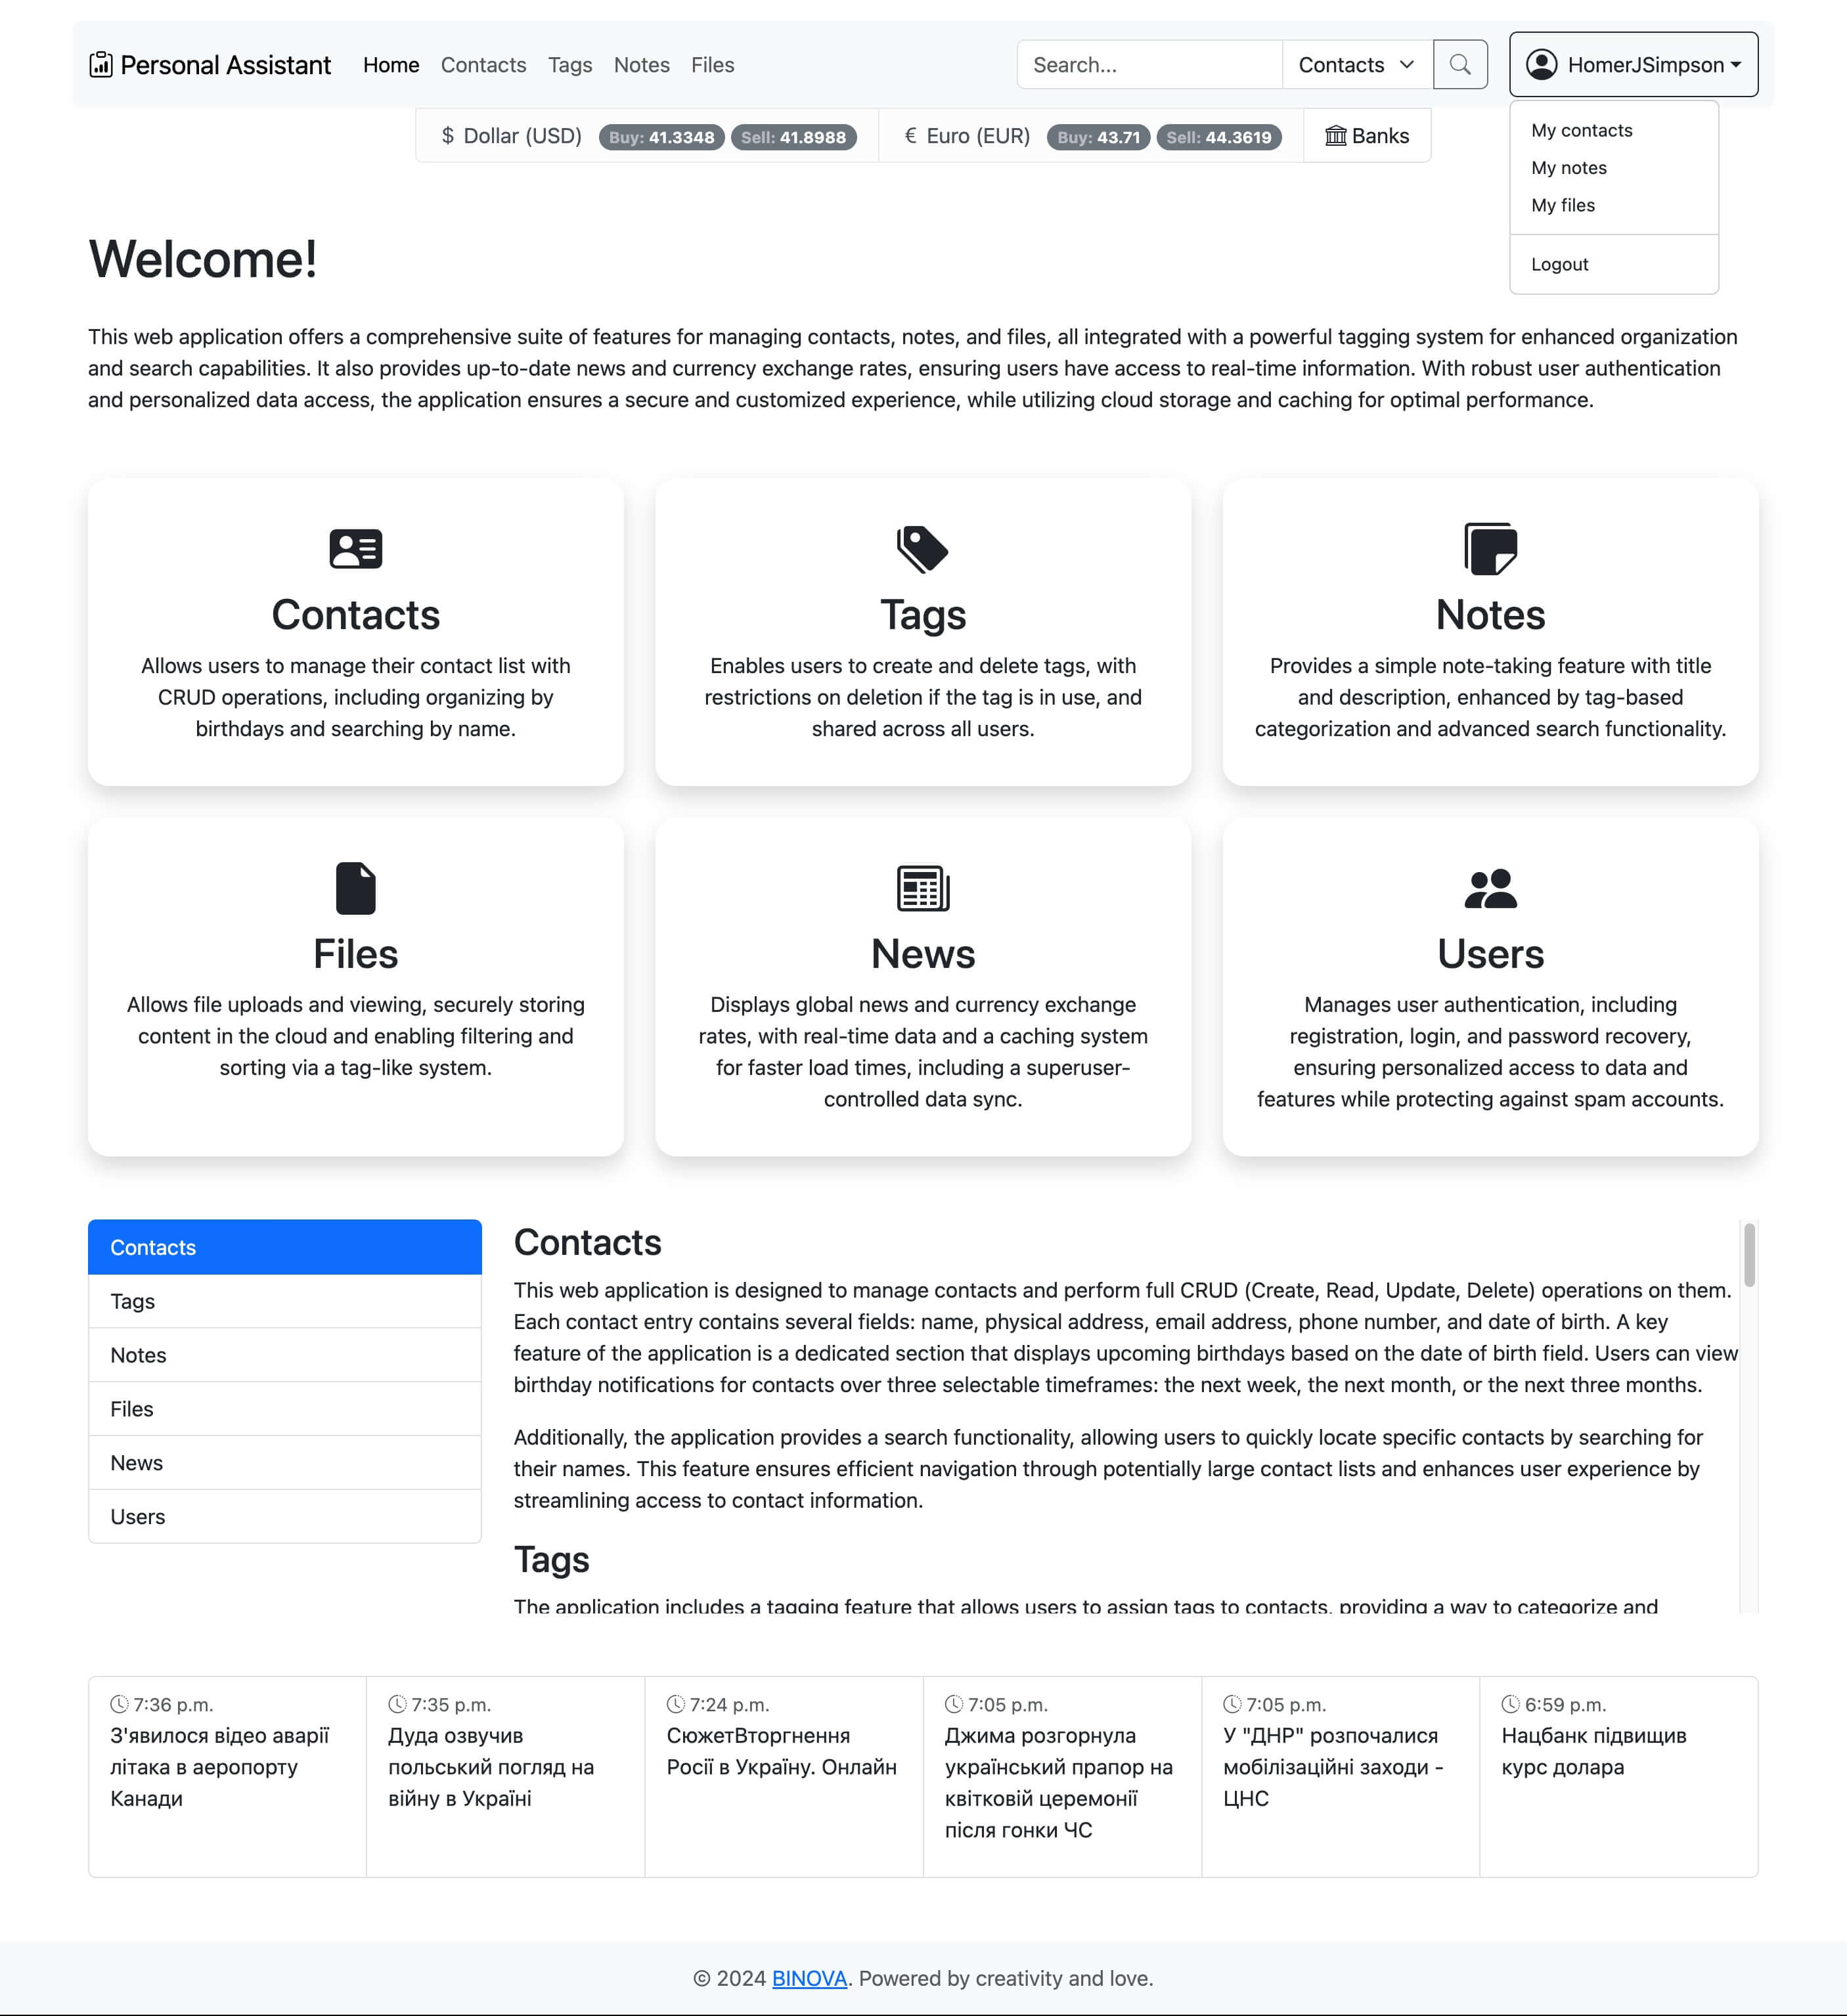 Personal Assistant Home Contacts Tags Notes Files Search... Contacts HomerJSimpson
$ Dollar (USD) Buy: 41.3348 Sell: 41.8988 € Euro (EUR) Buy: 43.71 Sell: 44.3619 Banks
My contacts
My notes
My files
Logout
Welcome!
This web application offers a comprehensive suite of features for managing contacts, notes, and files, all integrated with a powerful tagging system for enhanced organization
and search capabilities. It also provides up-to-date news and currency exchange rates, ensuring users have access to real-time information. With robust user authentication
and personalized data access, the application ensures a secure and customized experience, while utilizing cloud storage and caching for optimal performance.
Contacts
Allows users to manage their contact list with
CRUD operations, including organizing by
birthdays and searching by name.
Tags
Enables users to create and delete tags, with
restrictions on deletion if the tag is in use, and
shared across all users.
Notes
Provides a simple note-taking feature with title
and description, enhanced by tag-based
categorization and advanced search functionality.
Files
Allows file uploads and viewing, securely storing
content in the cloud and enabling filtering and
sorting via a tag-like system.
News
Displays global news and currency exchange
rates, with real-time data and a caching system
for faster load times, including a superuser-
controlled data sync.
Users
Manages user authentication, including
registration, login, and password recovery,
ensuring personalized access to data and
features while protecting against spam accounts.
Contacts
Tags
Notes
Files
News
Users
Contacts
This web application is designed to manage contacts and perform full CRUD (Create, Read, Update, Delete) operations on them.
Each contact entry contains several fields: name, physical address, email address, phone number, and date of birth. A key
feature of the application is a dedicated section that displays upcoming birthdays based on the date of birth field. Users can view
birthday notifications for contacts over three selectable timeframes: the next week, the next month, or the next three months.
Additionally, the application provides a search functionality, allowing users to quickly locate specific contacts by searching for
their names. This feature ensures efficient navigation through potentially large contact lists and enhances user experience by
streamlining access to contact information.
Tags
The application includes a tagging feature that allows users to assign tags to contacts, providing a way to categorize and
7:36 p.m.
З'явилося відео аварії
літака в аеропорту
Канади
7:35 p.m.
Дуда озвучив
польський погляд на
війну в Україні
7:24 p.m.
СюжетВторгнення
Росії в Україну. Онлайн
7:05 p.m.
Джима розгорнула
український прапор на
квітковій церемонії
після гонки ЧС
7:05 p.m.
У "ДНР" розпочалися
мобілізаційні заходи -
ЦНС
6:59 p.m.
Нацбанк підвищив
курс долара
© 2024 BINOVA. Powered by creativity and love.